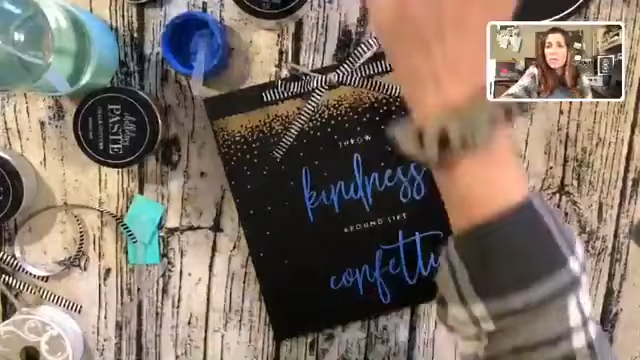 THROW
kindness
AROUND LIKE
confetti
PASTE